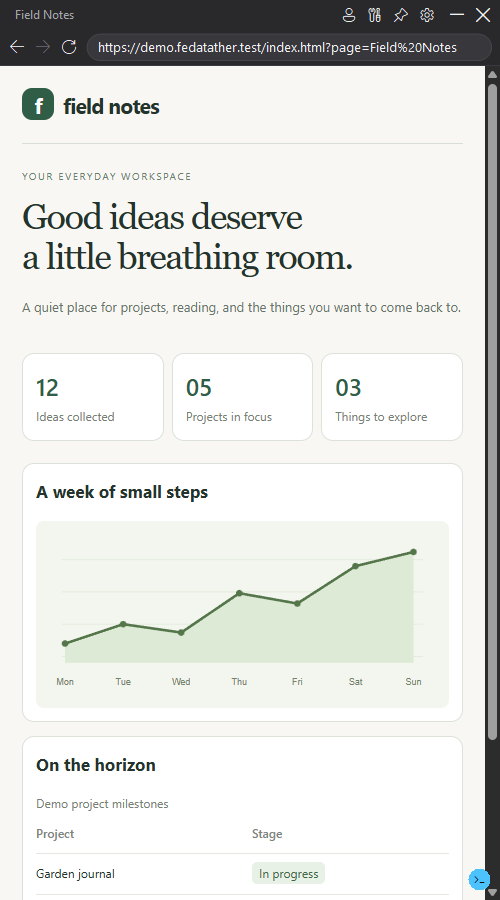 Field Notes
https://demo.fedatather.test/index.html?page=Field%20Notes
f field notes
YOUR EVERYDAY WORKSPACE
Good ideas deserve
a little breathing room.
A quiet place for projects, reading, and the things you want to come back to.
12 05 03
Ideas collected Projects in focus Things to explore
A week of small steps
Mon Tue Wed Thu Fri Sat Sun
On the horizon
Demo project milestones
Project Stage
Garden journal In progress